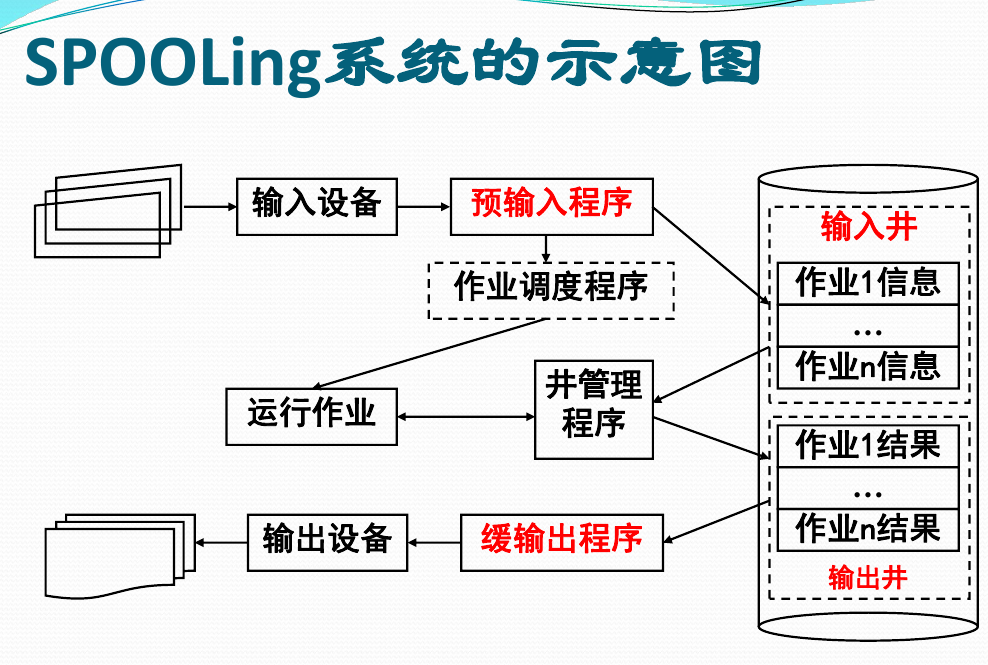 SPOOLing系统的示意图
输入设备
预输入程序
输入井
作业1信息
...
作业n信息
作业调度程序
运行作业
井管理
程序
作业1结果
...
作业n结果
输出井
输出设备
缓输出程序